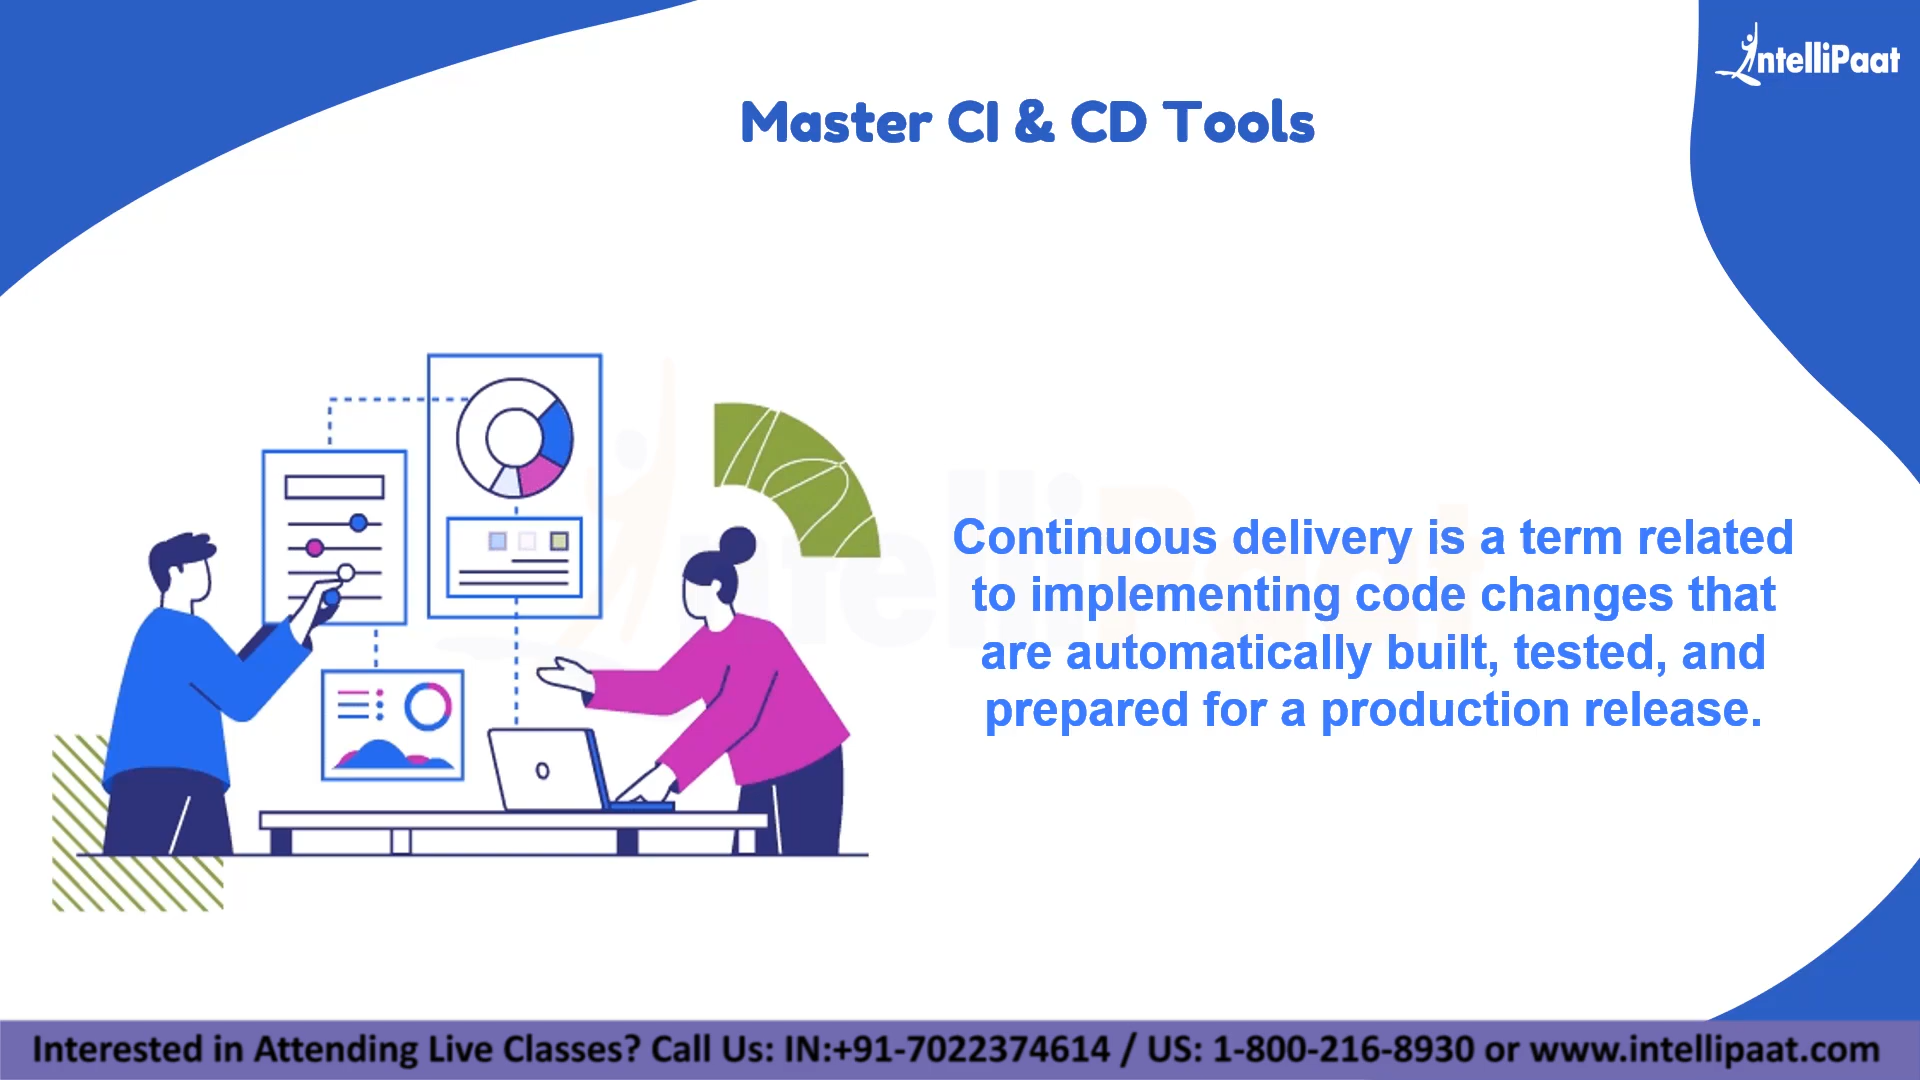 IntelliPaat
Master CI & CD Tools
Continuous delivery is a term related
to implementing code changes that
are automatically built, tested, and
prepared for a production release.
Interested in Attending Live Classes? Call Us: IN:+91-7022374614 / US: 1-800-216-8930 or www.intellipaat.com